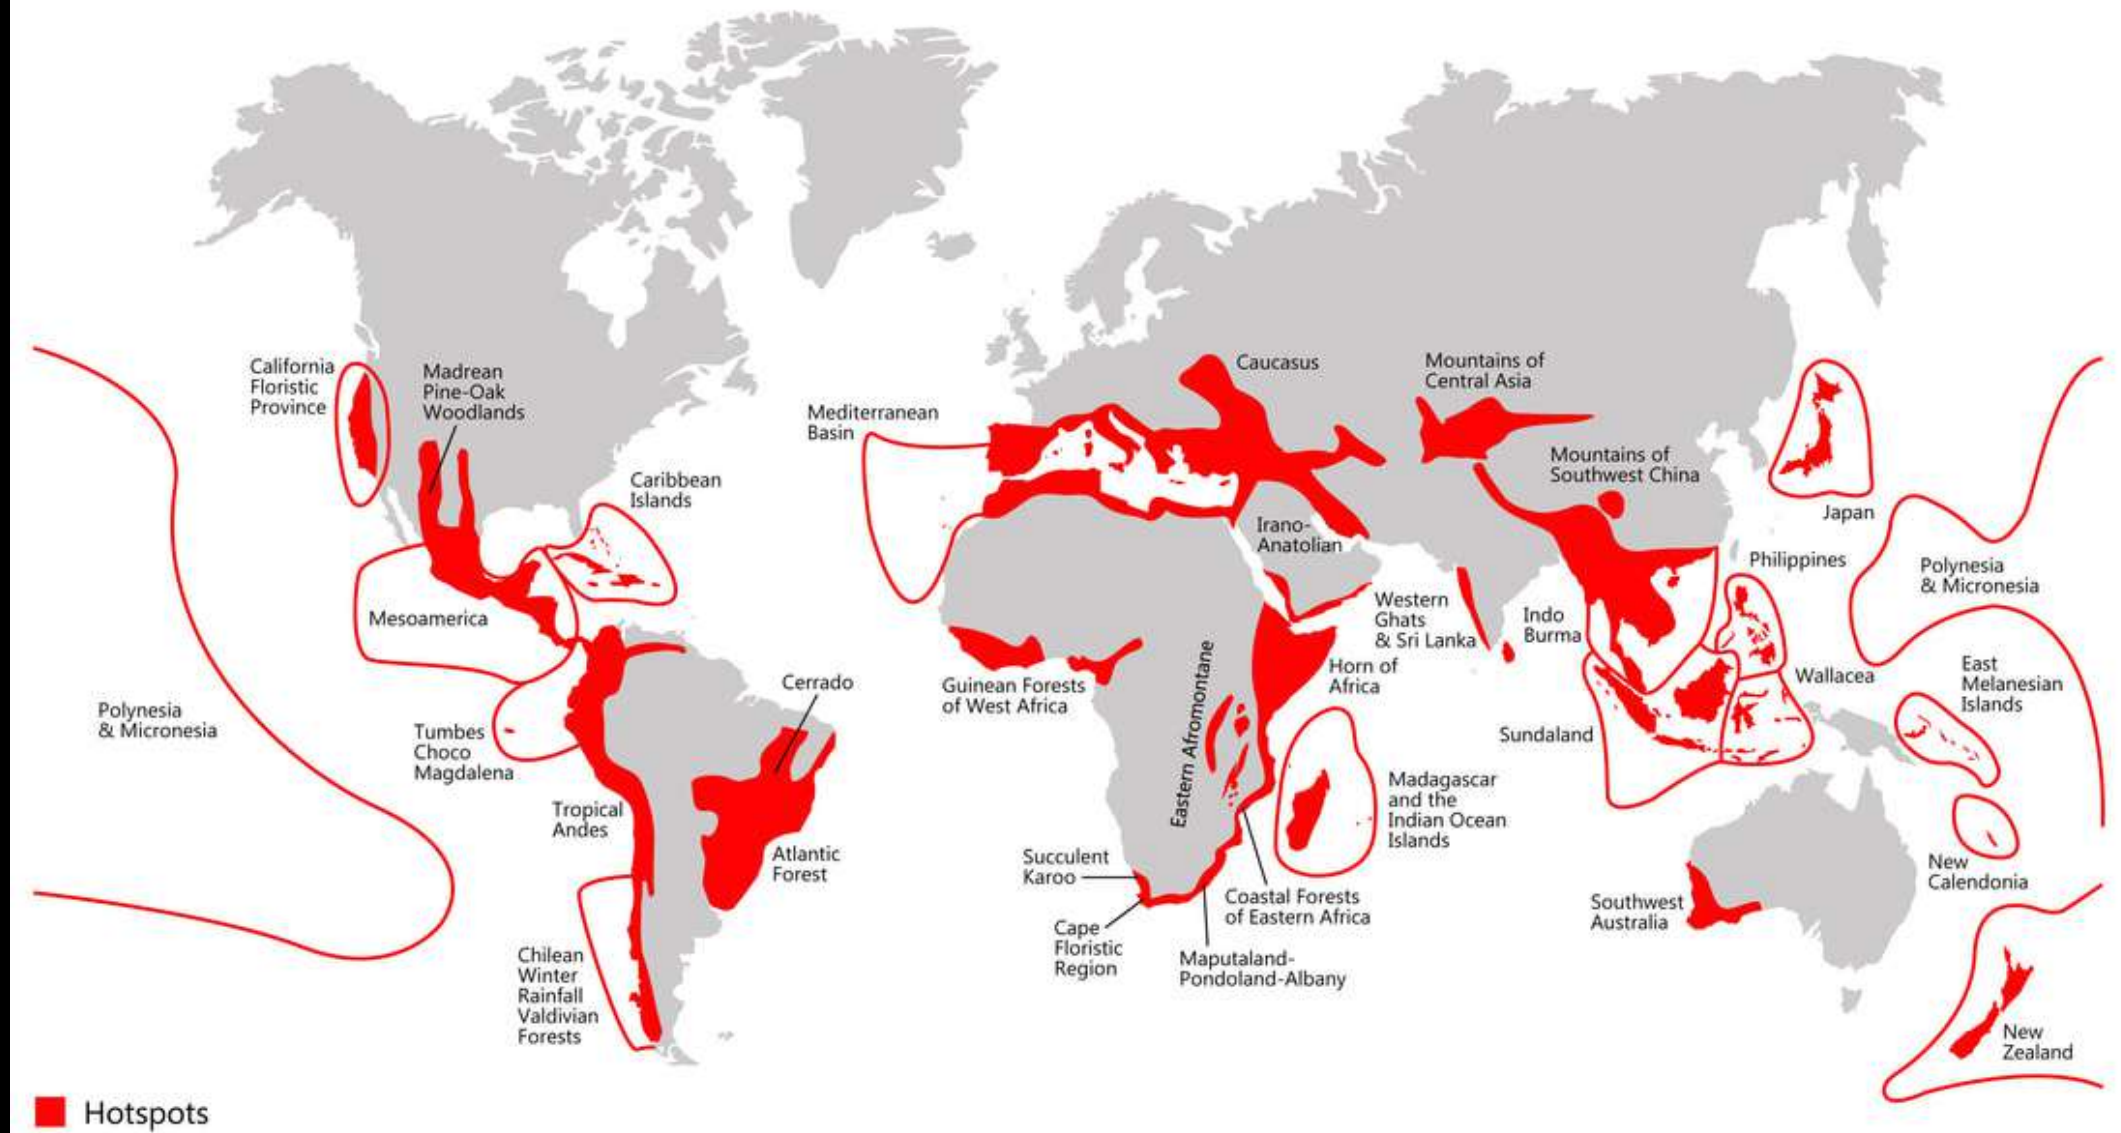 California
Floristic
Province
Madrean
Pine-Oak
Woodlands
Caribbean
Islands
Mesoamerica
Polynesia
& Micronesia
Tumbes
Choco
Magdalena
Tropical
Andes
Cerrado
Atlantic
Forest
Chilean
Winter
Rainfall
Valdivian
Forests
Mediterranean
Basin
Caucasus
Irano-
Anatolian
Mountains of
Central Asia
Mountains of
Southwest China
Japan
Philippines
Polynesia
& Micronesia
Western
Ghats
& Sri Lanka
Indo
Burma
Guinean Forests
of West Africa
Eastern Afromontane
Horn of
Africa
Wallacea
East
Melanesian
Islands
Sundaland
Madagascar
and the
Indian Ocean
Islands
Succulent
Karoo
Cape
Floristic
Region
Coastal Forests
of Eastern Africa
Maputaland-
Pondoland-Albany
Southwest
Australia
New
Calendonia
New
Zealand
Hotspots